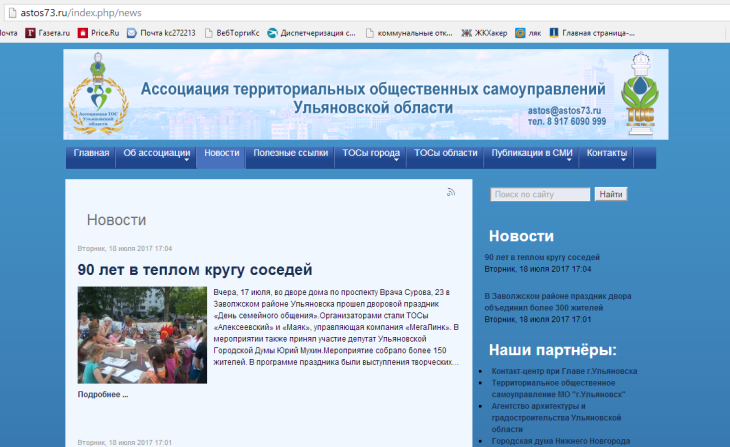 astos73.ru/index.php/news
Почта Газета.ru Price.Ru Почта kc272213 ВебТоргиКс Диспетчеризация с... коммунальные отк... ЖКХакер ляк Главная страница-...
Ассоциация территориальных общественных самоуправлений
Ульяновской области
astos@astos73.ru
тел. 8 917 6090 999
Ассоциация ТОС
Ульяновской
области
ТОС
Главная Об ассоциации Новости Полезные ссылки ТОСы города ТОСы области Публикации в СМИ Контакты
Новости
Вторник, 18 июля 2017 17:04
90 лет в теплом кругу соседей
Вчера, 17 июля, во дворе дома по проспекту Врача Сурова, 23 в
Заволжском районе Ульяновска прошел дворовой праздник
«День семейного общения».Организаторами стали ТОСы
«Алексеевский» и «Маяк», управляющая компания «МегаЛинк». В
мероприятии также принял участие депутат Ульяновской
Городской Думы Юрий Мухин.Мероприятие собрало более 150
жителей. В программе праздника были выступления творческих...
Подробнее ...
Вторник, 18 июля 2017 17:01
Поиск по сайту Найти
Новости
90 лет в теплом кругу соседей
Вторник, 18 июля 2017 17:04
В Заволжском районе праздник двора
объединил более 300 жителей
Вторник, 18 июля 2017 17:01
Наши партнёры:
Контакт-центр при Главе г.Ульяновска
Территориальное общественное
самоуправление МО "г.Ульяновск"
Агентство архитектуры и
градостроительства Ульяновской
области
Городская дума Нижнего Новгорода